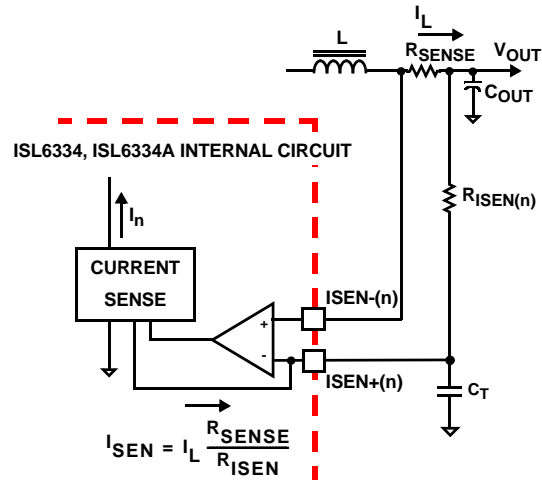 I_L
L
R_SENSE
V_OUT
C_OUT
ISL6334, ISL6334A INTERNAL CIRCUIT
I_n
R_ISEN(n)
CURRENT
SENSE
ISEN-(n)
+
-
ISEN+(n)
C_T
I_SEN = I_L R_SENSE / R_ISEN